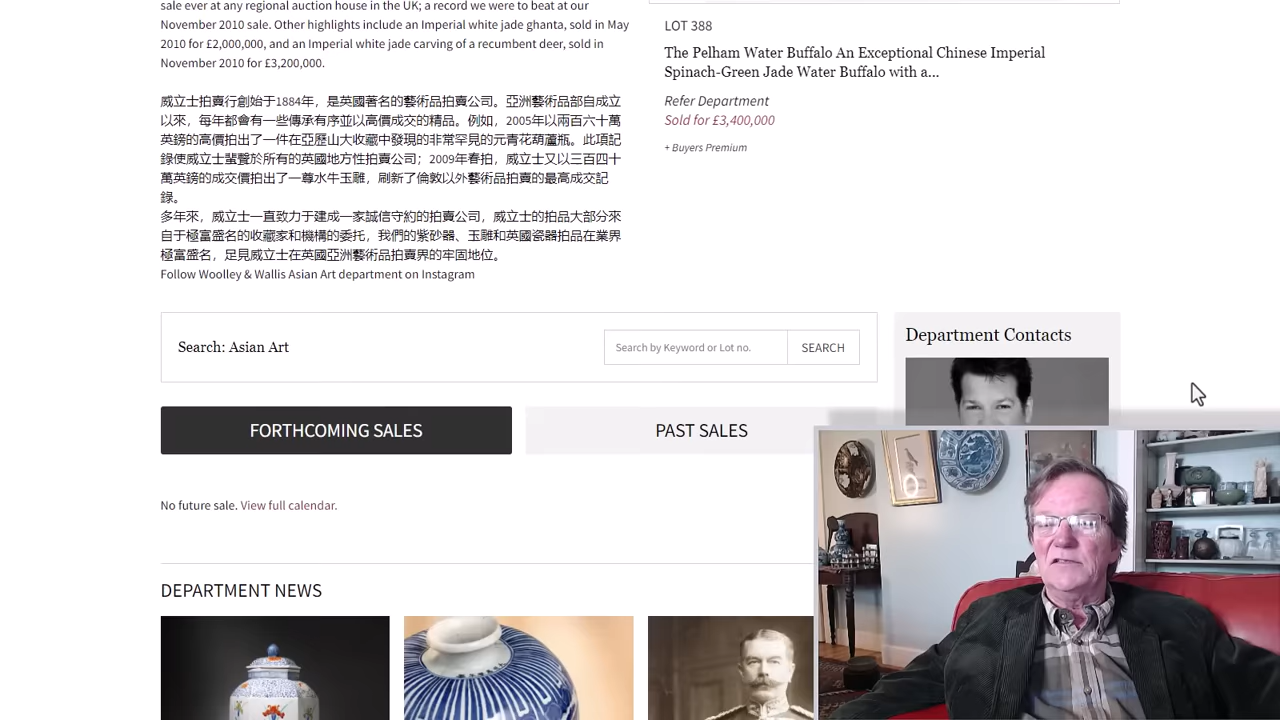 sale ever at any regional auction house in the UK; a record we were to beat at our
November 2010 sale. Other highlights include an Imperial white jade ghanta, sold in May
2010 for £2,000,000, and an Imperial white jade carving of a recumbent deer, sold in
November 2010 for £3,200,000.
威立士拍賣行創始于1884年，是英國著名的藝術品拍賣公司。亞洲藝術品部自成立
以來，每年都會有一些傳承有序並以高價成交的精品。例如，2005年以兩百六十萬
英鎊的高價拍出了一件在亞歷山大收藏中發現的非常罕見的元青花葫蘆瓶。此項記
錄使威立士蜚聲於所有的英國地方性拍賣公司；2009年春拍，威立士又以三百四十
萬英鎊的成交價拍出了一尊水牛玉雕，刷新了倫敦以外藝術品拍賣的最高成交記
錄。
多年來，威立士一直致力于建成一家誠信守約的拍賣公司，威立士的拍品大部分來
自于極富盛名的收藏家和機構的委托，我們的紫砂器、玉雕和英國瓷器拍品在業界
極富盛名，足見威立士在英國亞洲藝術品拍賣界的牢固地位。
Follow Woolley & Wallis Asian Art department on Instagram
LOT 388
The Pelham Water Buffalo An Exceptional Chinese Imperial
Spinach-Green Jade Water Buffalo with a...
Refer Department
Sold for £3,400,000
+ Buyers Premium
Search: Asian Art
Search by Keyword or Lot no.
SEARCH
Department Contacts
FORTHCOMING SALES
PAST SALES
No future sale. View full calendar.
DEPARTMENT NEWS